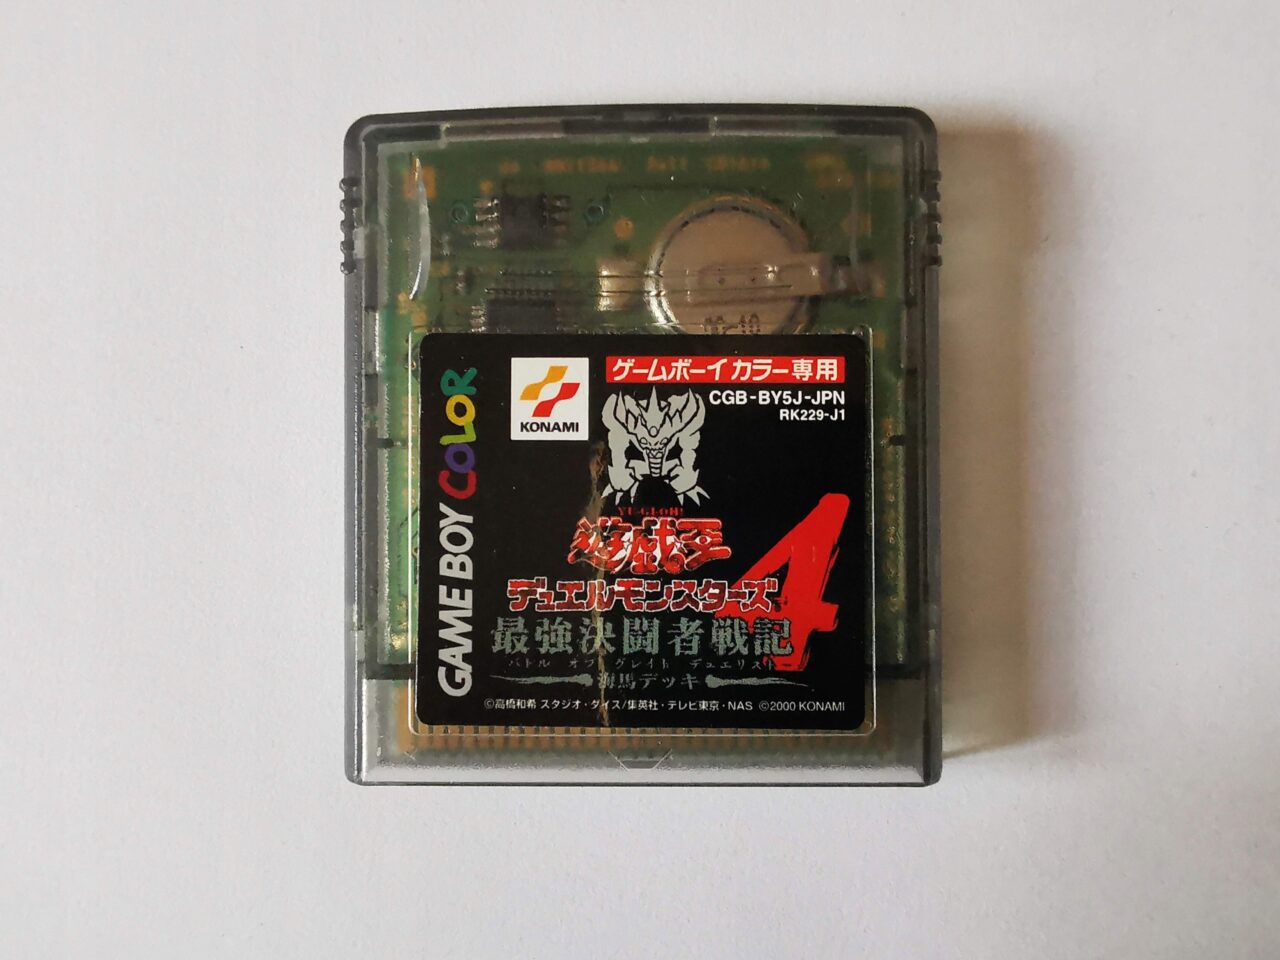 GAME BOY COLOR
KONAMI
ゲームボーイカラー専用
CGB-BY5J-JPN
RK229-J1
YU-GI-OH!
遊戯王
デュエルモンスターズ
4
最強決闘者戦記
バトル オブ グレイト デュエリスト
海馬デッキ
©高橋和希 スタジオ・ダイス/集英社・テレビ東京・NAS ©2000 KONAMI